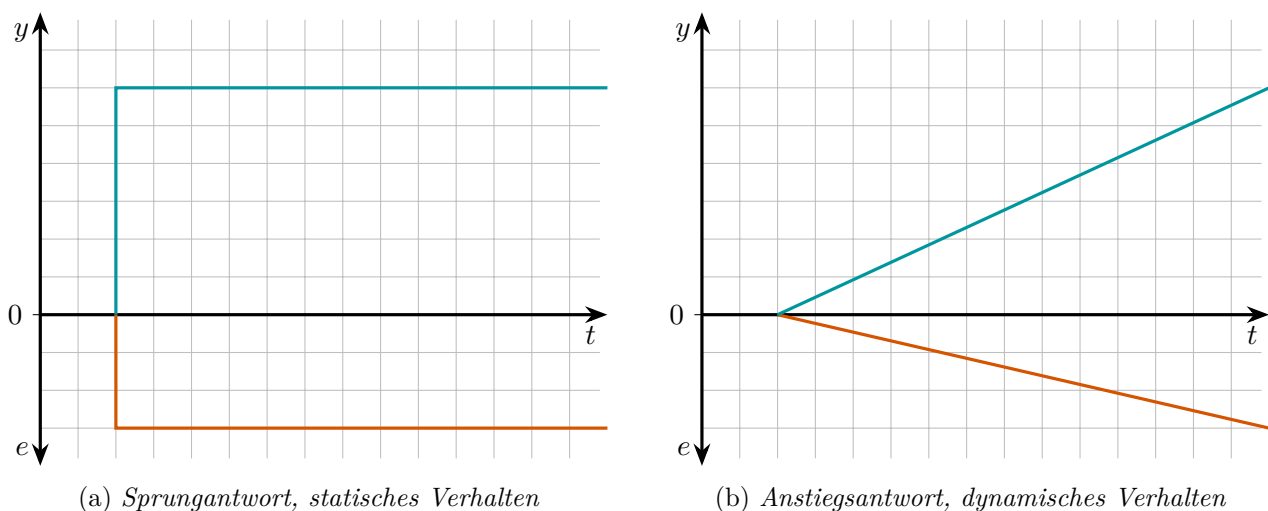 y
0
t
e
(a) Sprungantwort, statisches Verhalten
y
0
t
e
(b) Anstiegsantwort, dynamisches Verhalten